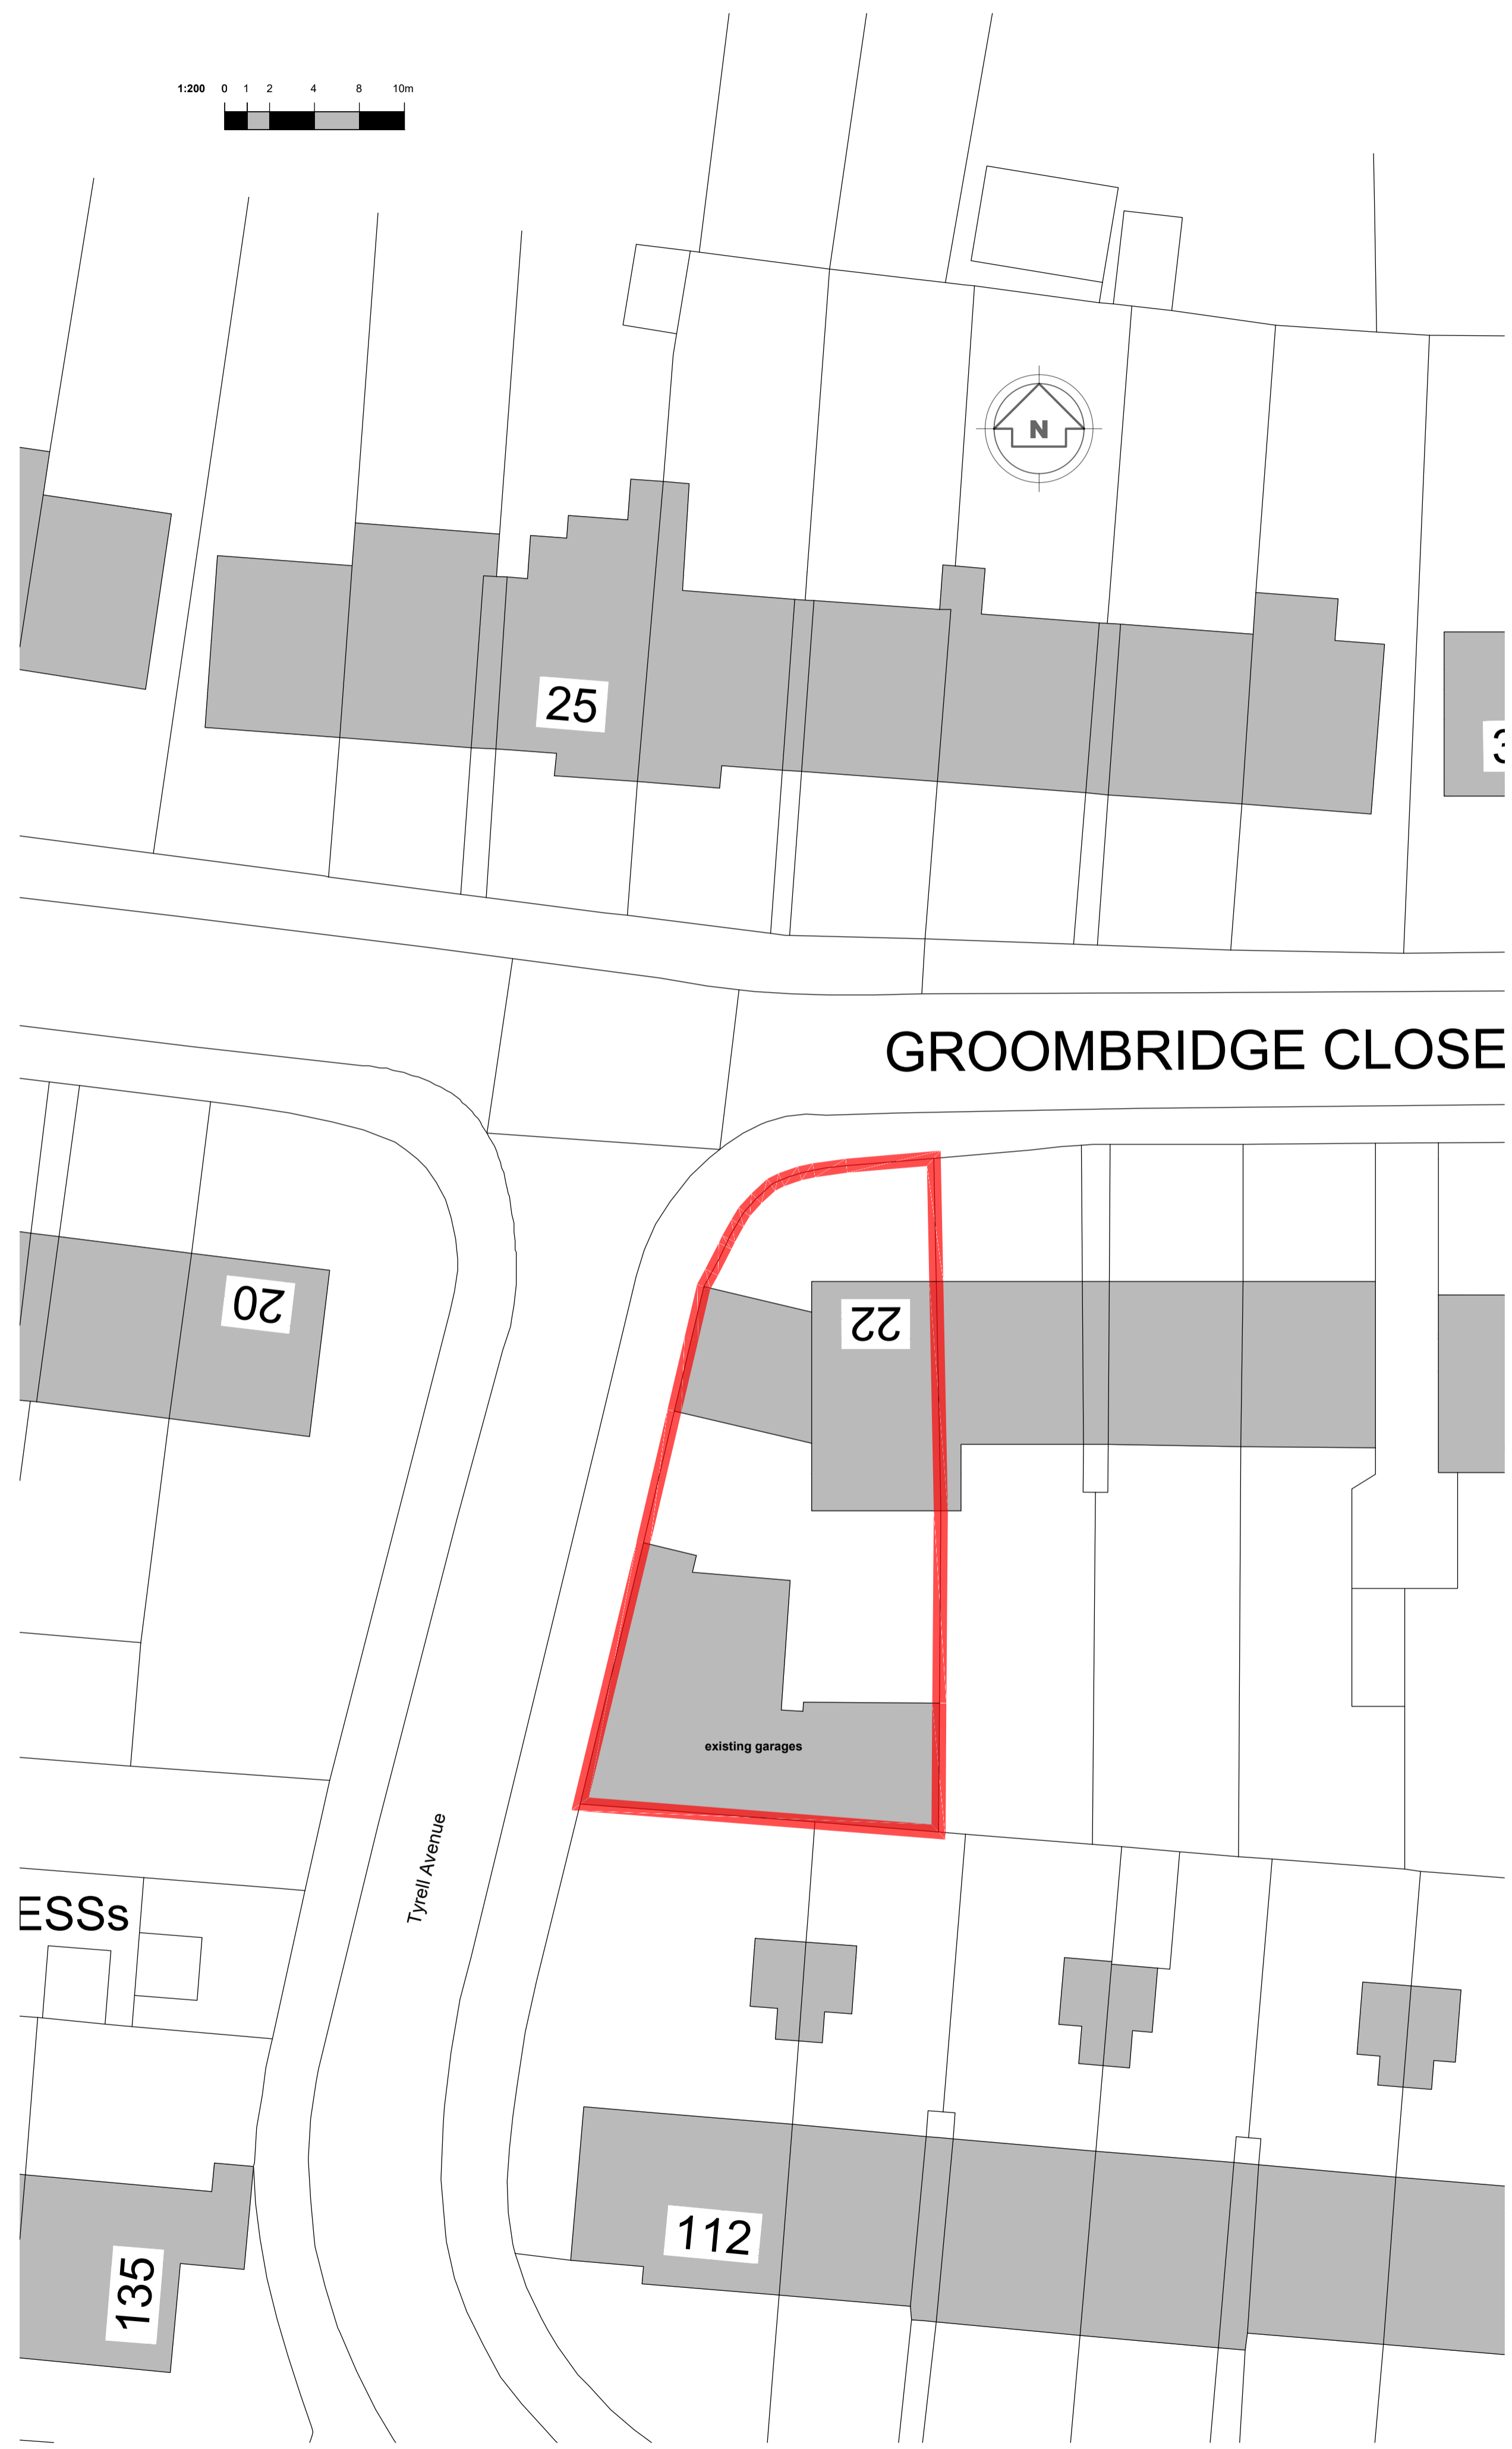 1:200 0 1 2 4 8 10m
N
25
3
GROOMBRIDGE CLOSE
20
22
existing garages
Tyrell Avenue
ESSs
112
135